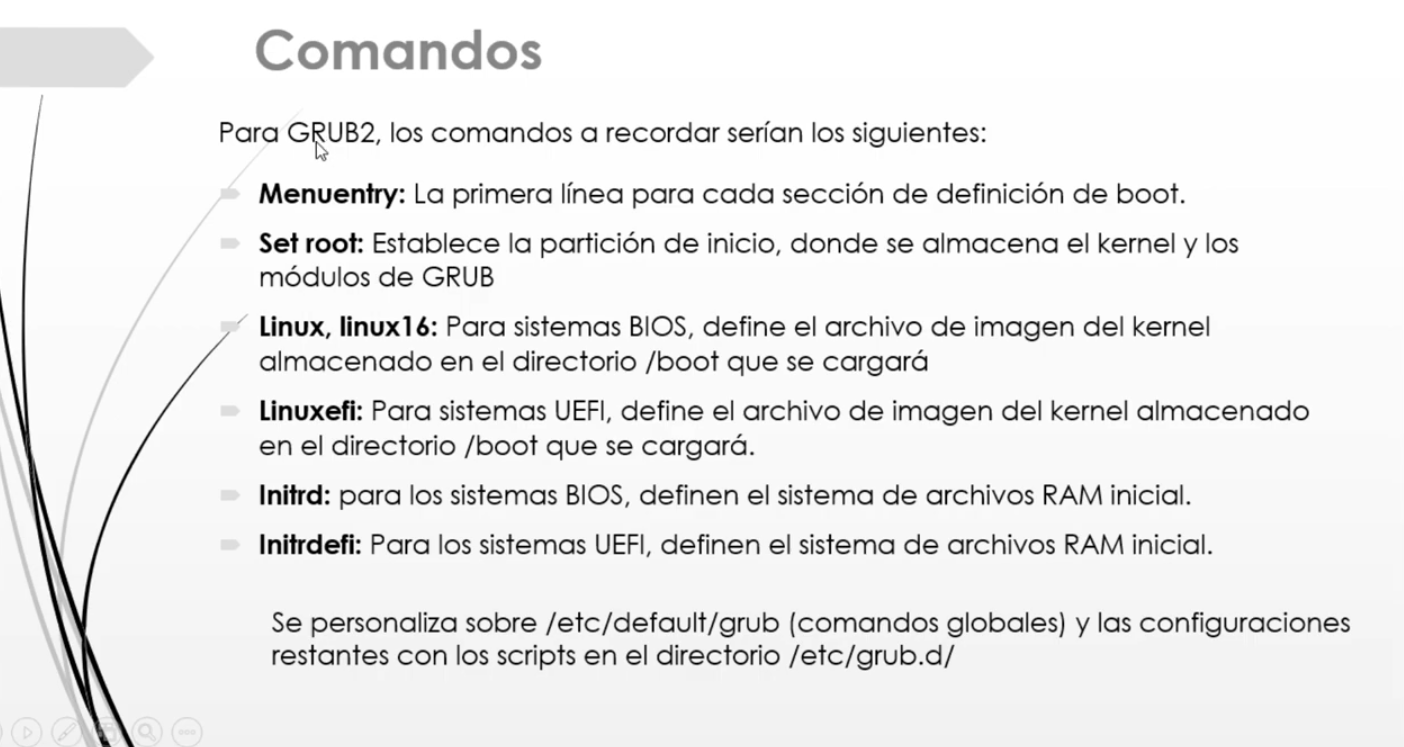 Comandos
Para GRUB2, los comandos a recordar serían los siguientes:
Menuentry: La primera línea para cada sección de definición de boot.
Set root: Establece la partición de inicio, donde se almacena el kernel y los
módulos de GRUB
Linux, linux16: Para sistemas BIOS, define el archivo de imagen del kernel
almacenado en el directorio /boot que se cargará
Linuxefi: Para sistemas UEFI, define el archivo de imagen del kernel almacenado
en el directorio /boot que se cargará.
Initrd: para los sistemas BIOS, definen el sistema de archivos RAM inicial.
Initrdefi: Para los sistemas UEFI, definen el sistema de archivos RAM inicial.
Se personaliza sobre /etc/default/grub (comandos globales) y las configuraciones
restantes con los scripts en el directorio /etc/grub.d/